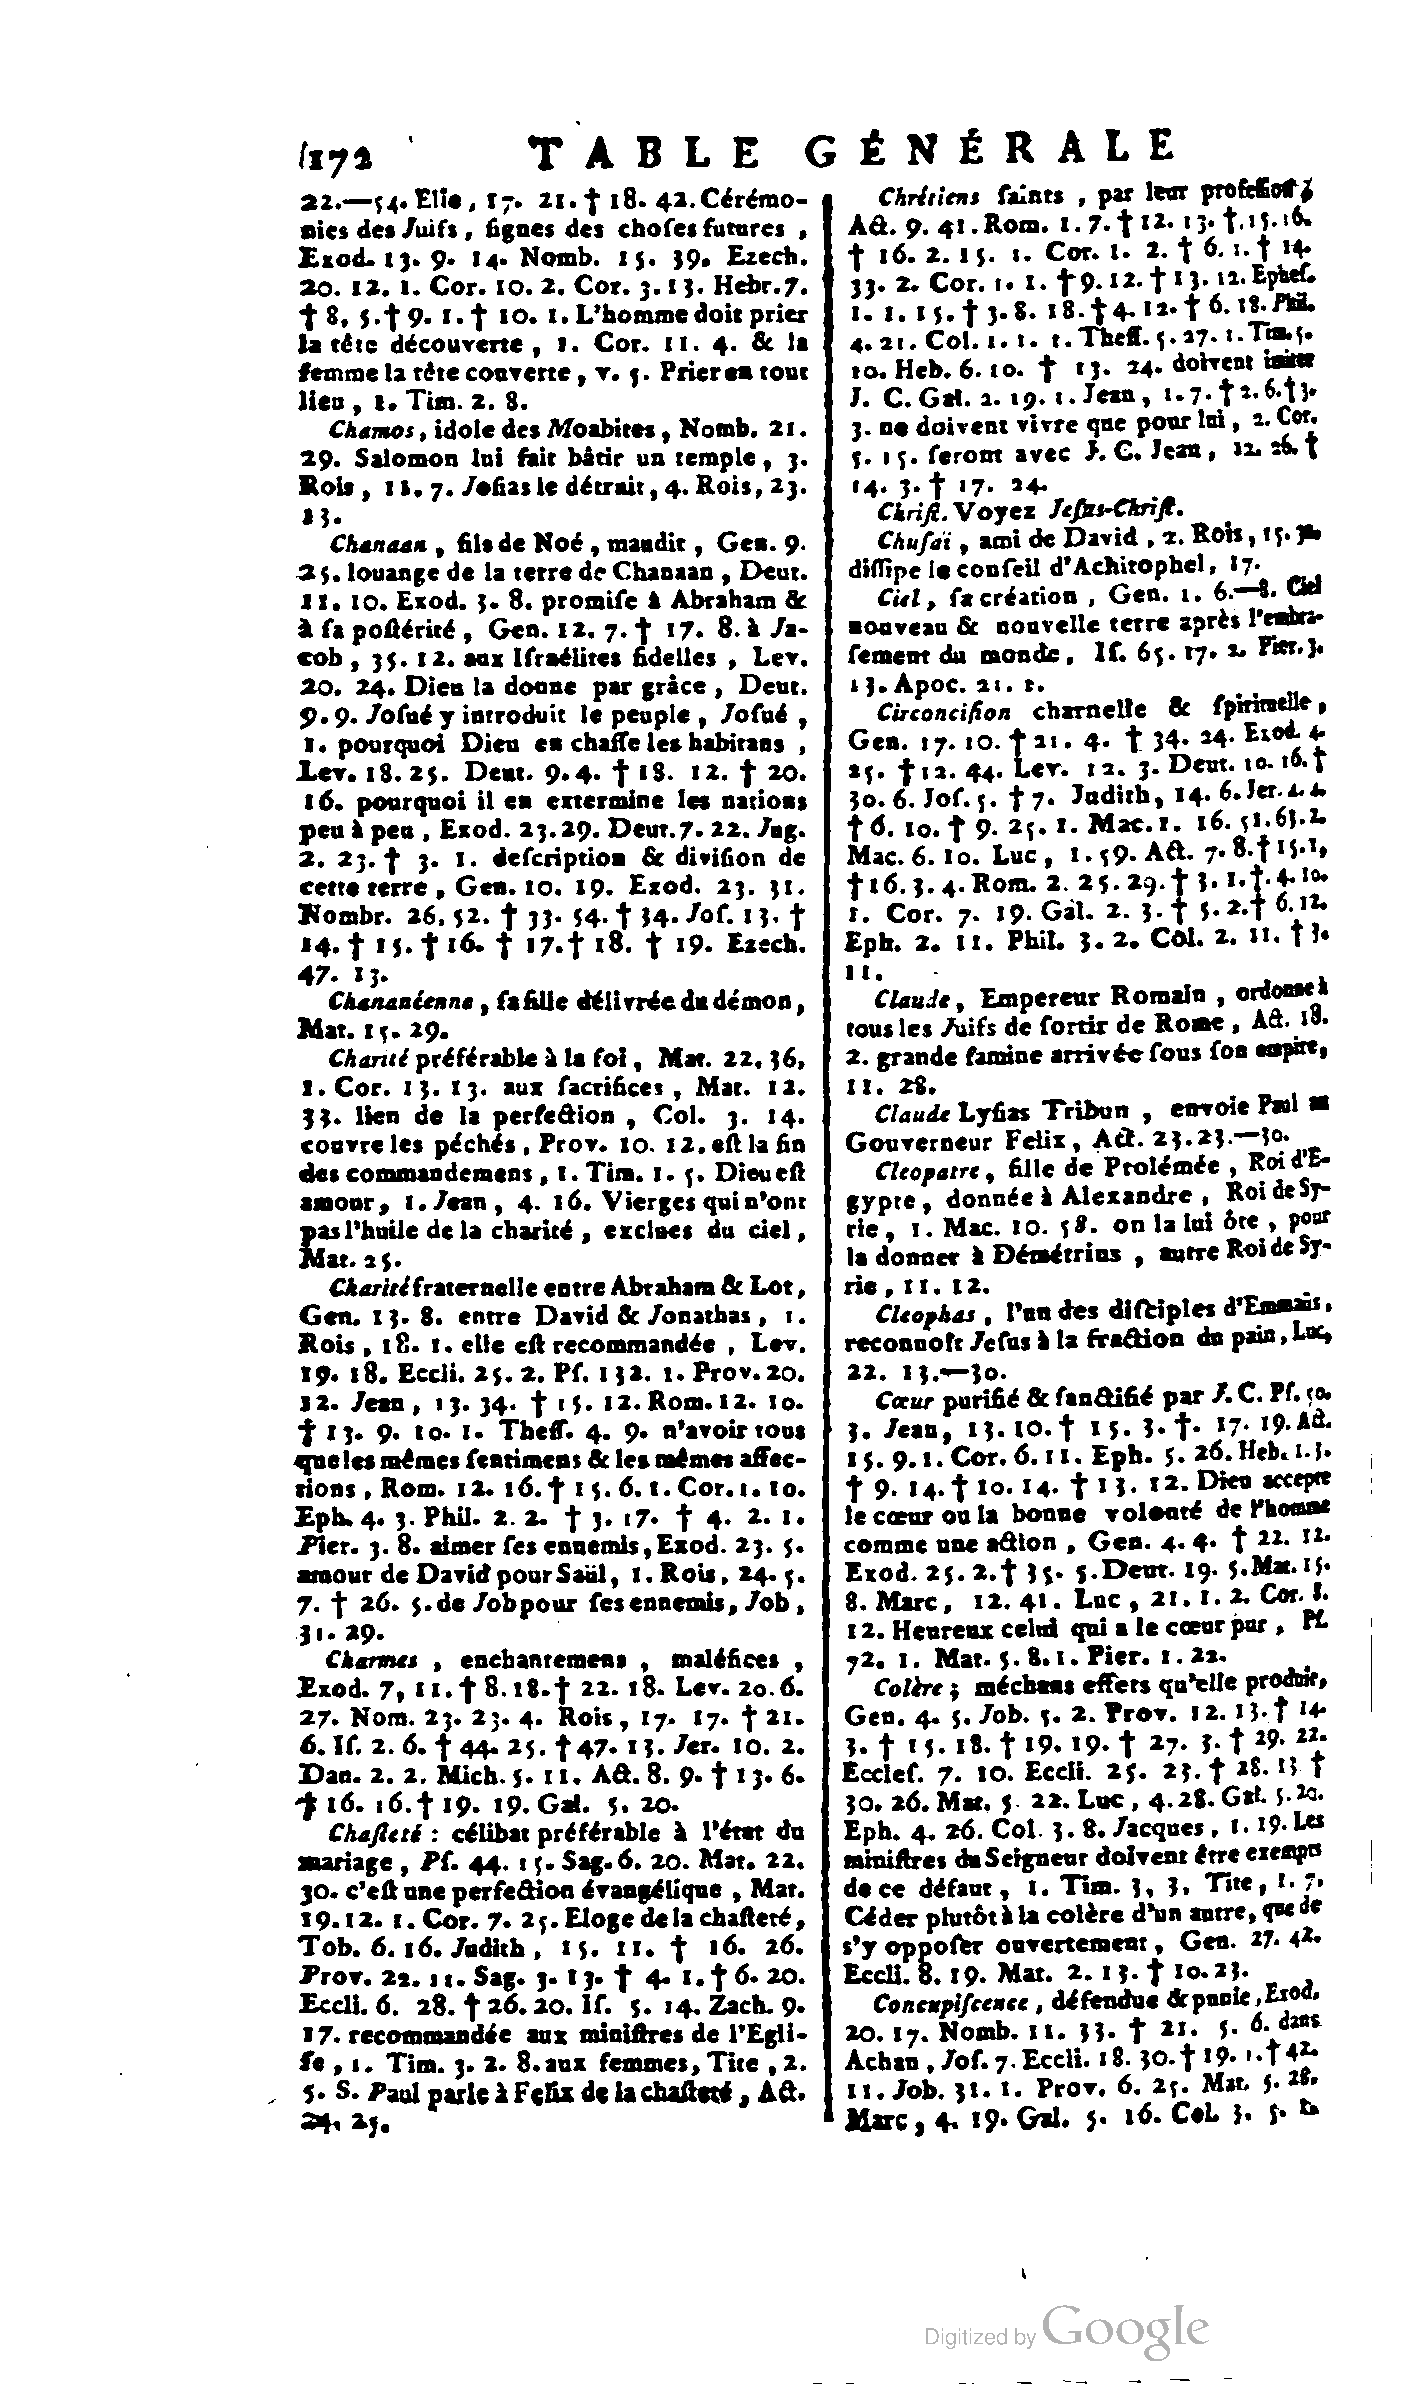 172 TABLE GÉNÉRALE
22.—54. Elie, 17. 21. † 18. 42. Cérémo-
nies des Juifs, ſignes des choſes futures,
Exod. 13. 9. 14. Nomb. 15. 39. Ezech.
20. 12. 1. Cor. 10. 2. Cor. 3. 13. Hebr. 7.
† 8. 5. † 9. 1. † 10. 1. L'homme doit prier
la tête découverte, 1. Cor. 11. 4. & la
femme la tête couverte, v. 5. Prier en tout
lieu, 1. Tim. 2. 8.
Chamos, idole des Moabites, Nomb. 21.
29. Salomon lui fait bâtir un temple, 3.
Rois, 11. 7. Joſias le détruit, 4. Rois, 23.
13.
Chanaan, fils de Noé, maudit, Gen. 9.
25. louange de la terre de Chanaan, Deut.
11. 10. Exod. 3. 8. promiſe à Abraham &
à ſa poſtérité, Gen. 12. 7. † 17. 8. à Ja-
cob, 35. 12. aux Iſraélites fidelles, Lev.
20. 24. Dieu la donne par grâce, Deut.
9. 9. Joſué y introduit le peuple, Joſué,
1. pourquoi Dieu en chaſſe les habitans,
Lev. 18. 25. Deut. 9. 4. † 18. 12. † 20.
16. pourquoi il en extermine les nations
peu à peu, Exod. 23. 29. Deut. 7. 22. Jug.
2. 23. † 3. 1. deſcription & diviſion de
cette terre, Gen. 10. 19. Exod. 23. 31.
Nombr. 26. 52. † 33. 54. † 34. Joſ. 13. †
14. † 15. † 16. † 17. † 18. † 19. Ezech.
47. 13.
Chananéenne, ſa fille délivrée du démon,
Mat. 15. 29.
Charité préférable à la foi, Mat. 22. 36,
1. Cor. 13. 13. aux ſacrifices, Mat. 12.
33. lien de la perfection, Col. 3. 14.
couvre les péchés, Prov. 10. 12. eſt la fin
des commandemens, 1. Tim. 1. 5. Dieu eſt
amour, 1. Jean, 4. 16. Vierges qui n'ont
pas l'huile de la charité, exclues du ciel,
Mat. 25.
Charité fraternelle entre Abraham & Lot,
Gen. 13. 8. entre David & Jonathas, 1.
Rois, 18. 1. elle eſt recommandée, Lev.
19. 18. Eccli. 25. 2. Pſ. 132. 1. Prov. 20.
12. Jean, 13. 34. † 15. 12. Rom. 12. 10.
† 13. 9. 10. 1. Theſſ. 4. 9. n'avoir tous
que les mêmes ſentimens & les mêmes affec-
tions, Rom. 12. 16. † 15. 6. 1. Cor. 1. 10.
Eph. 4. 3. Phil. 2. 2. † 3. 17. † 4. 2. 1.
Pier. 3. 8. aimer ſes ennemis, Exod. 23. 5.
amour de David pour Saül, 1. Rois, 24. 5.
7. † 26. 5. de Job pour ſes ennemis, Job,
31. 29.
Charmes, enchantemens, maléfices,
Exod. 7, 11. † 8. 18. † 22. 18. Lev. 20. 6.
27. Nom. 23. 23. 4. Rois, 17. 17. † 21.
6. Iſ. 2. 6. † 44. 25. † 47. 13. Jer. 10. 2.
Dan. 2. 2. Mich. 5. 11. Act. 8. 9. † 13. 6.
† 16. 16. † 19. 19. Gal. 5. 20.
Chaſteté : célibat préférable à l'état du
mariage, Pſ. 44. 15. Sag. 6. 20. Mat. 22.
30. c'eſt une perfection évangélique, Mat.
19. 12. 1. Cor. 7. 25. Eloge de la chaſteté,
Tob. 6. 16. Judith, 15. 11. † 16. 26.
Prov. 22. 11. Sag. 3. 13. † 4. 1. † 6. 20.
Eccli. 6. 28. † 26. 20. Iſ. 5. 14. Zach. 9.
17. recommandée aux miniſtres de l'Egli-
ſe, 1. Tim. 3. 2. 8. aux femmes, Tite, 2.
5. S. Paul parle à Felix de la chaſteté, Act.
24. 25.
Chrétiens ſaints, par leur profeſſion,
Act. 9. 41. Rom. 1. 7. † 12. 13. †. 15. 16.
† 16. 2. 15. 1. Cor. 1. 2. † 6. 1. † 14.
33. 2. Cor. 1. 1. † 9. 12. † 13. 12. Epheſ.
1. 1. 15. † 3. 8. 18. † 4. 12. † 6. 18. Phil.
4. 21. Col. 1. 1. 1. Theſſ. 5. 27. 1. Tim. 5.
10. Heb. 6. 10. † 13. 24. doivent imiter
J. C. Gal. 2. 19. 1. Jean, 1. 7. † 2. 6. † 3.
3. ne doivent vivre que pour lui, 2. Cor.
5. 15. ſeront avec J. C. Jean, 12. 26. †
14. 3. † 17. 24.
Chriſt. Voyez Jeſus-Chriſt.
Chuſaï, ami de David, 2. Rois, 15.
diſſipe le conſeil d'Achitophel, 17.
Ciel, ſa création, Gen. 1. 6.—8. Ciel
nouveau & nouvelle terre après l'embra-
ſement du monde, Iſ. 65. 17. 2. Pier. 3.
13. Apoc. 21. 1.
Circonciſion charnelle & ſpirituelle,
Gen. 17. 10. † 21. 4. † 34. 24. Exod. 4.
25. † 12. 44. Lev. 12. 3. Deut. 10. 16. †
30. 6. Joſ. 5. † 7. Judith, 14. 6. Jer. 4. 4.
† 6. 10. † 9. 25. 1. Mac. 1. 16. 51. 63. 2.
Mac. 6. 10. Luc, 1. 59. Act. 7. 8. † 15. 1,
† 16. 3. 4. Rom. 2. 25. 29. † 3. 1. †. 4. 10.
1. Cor. 7. 19. Gal. 2. 3. † 5. 2. † 6. 12.
Eph. 2. 11. Phil. 3. 2. Col. 2. 11. † 3.
11.
Claude, Empereur Romain, ordonne à
tous les Juifs de ſortir de Rome, Act. 18.
2. grande famine arrivée ſous ſon empire,
11. 28.
Claude Lyſias Tribun, envoie Paul au
Gouverneur Felix, Act. 23. 23.—30.
Cleopatre, fille de Ptolémée, Roi d'E-
gypte, donnée à Alexandre, Roi de Sy-
rie, 1. Mac. 10. 58. on la lui ôte, pour
la donner à Démétrius, autre Roi de Sy-
rie, 11. 12.
Cleophas, l'un des diſciples d'Emmaüs,
reconnoît Jeſus à la fraction du pain, Luc,
22. 13.—30.
Cœur purifié & ſanctifié par J. C. Pſ. 50.
3. Jean, 13. 10. † 15. 3. †. 17. 19. Act.
15. 9. 1. Cor. 6. 11. Eph. 5. 26. Heb. 1. 3.
† 9. 14. † 10. 14. † 13. 12. Dieu accepte
le cœur ou la bonne volonté de l'homme
comme une action, Gen. 4. 4. † 22. 12.
Exod. 25. 2. † 35. 5. Deut. 19. 5. Mat. 15.
8. Marc, 12. 41. Luc, 21. 1. 2. Cor. 8.
12. Heureux celui qui a le cœur pur, Pſ.
72. 1. Mat. 5. 8. 1. Pier. 1. 22.
Colère ; méchans effets qu'elle produit,
Gen. 4. 5. Job. 5. 2. Prov. 12. 13. † 14.
3. † 15. 18. † 19. 19. † 27. 3. † 29. 22.
Eccleſ. 7. 10. Eccli. 25. 23. † 28. 13 †
30. 26. Mat. 5. 22. Luc, 4. 28. Gal. 5. 20.
Eph. 4. 26. Col. 3. 8. Jacques, 1. 19. Les
miniſtres du Seigneur doivent être exempts
de ce défaut, 1. Tim. 3, 3. Tite, 1. 7.
Céder plutôt à la colère d'un autre, que de
s'y oppoſer ouvertement, Gen. 27. 42.
Eccli. 8. 19. Mat. 2. 13. † 10. 23.
Concupiſcence, défendue & punie, Exod.
20. 17. Nomb. 11. 33. † 21. 5. 6. dans
Achan, Joſ. 7. Eccli. 18. 30. † 19. 1. † 42.
11. Job. 31. 1. Prov. 6. 25. Mat. 5. 28.
Marc, 4. 19. Gal. 5. 16. Col. 3. 5.
Digitized by Google